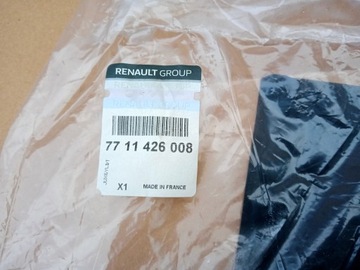 RENAULT GROUP
77 11 426 008
X1 MADE IN FRANCE